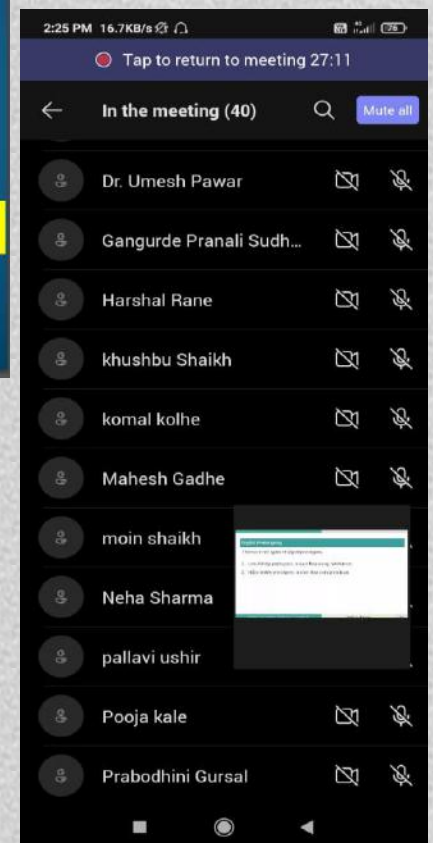 2:25 PM 16.7KB/s
76
Tap to return to meeting 27:11
In the meeting (40)
Mute all
Dr. Umesh Pawar
Gangurde Pranali Sudh...
Harshal Rane
khushbu Shaikh
komal kolhe
Mahesh Gadhe
moin shaikh
Neha Sharma
pallavi ushir
Pooja kale
Prabodhini Gursal